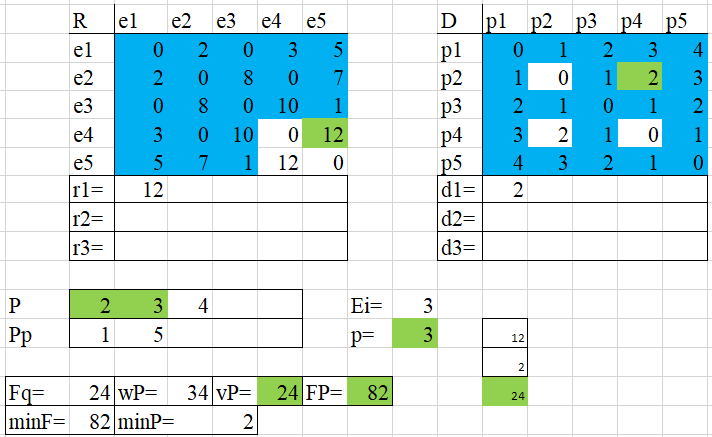 R e1 e2 e3 e4 e5 D p1 p2 p3 p4 p5
e1 0 2 0 3 5 p1 0 1 2 3 4
e2 2 0 8 0 7 p2 1 0 1 2 3
e3 0 8 0 10 1 p3 2 1 0 1 2
e4 3 0 10 0 12 p4 3 2 1 0 1
e5 5 7 1 12 0 p5 4 3 2 1 0
r1= 12 d1= 2
r2= d2=
r3= d3=
P 2 3 4 Ei= 3
Pp 1 5 p= 3 12
2
Fq= 24 wP= 34 vP= 24 FP= 82 24
minF= 82 minP= 2